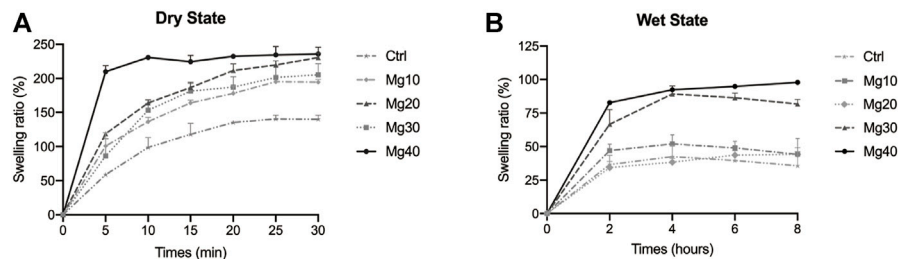 A
Dry State
Swelling ratio (%)
250
200
150
100
50
0
0 5 10 15 20 25 30
Times (min)
Ctrl
Mg10
Mg20
Mg30
Mg40
B
Wet State
Swelling ratio (%)
125
100
75
50
25
0
0 2 4 6 8
Times (hours)
Ctrl
Mg10
Mg20
Mg30
Mg40